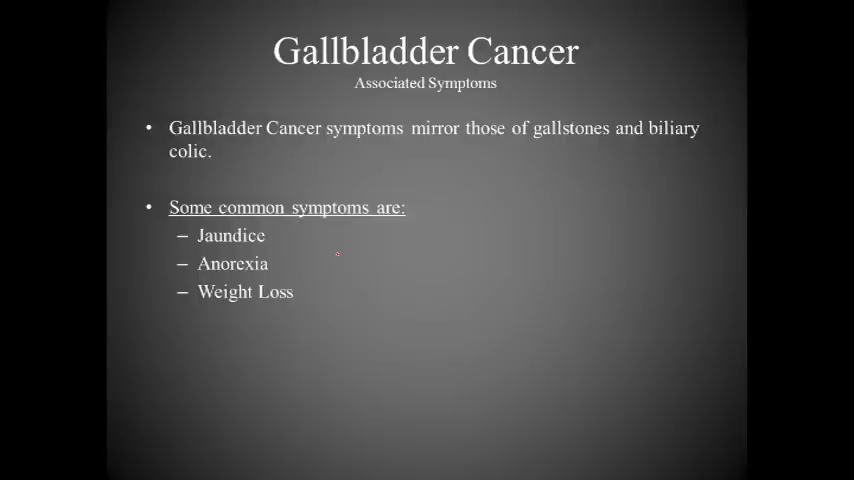 Gallbladder Cancer
Associated Symptoms
• Gallbladder Cancer symptoms mirror those of gallstones and biliary
colic.
• Some common symptoms are:
– Jaundice
– Anorexia
– Weight Loss